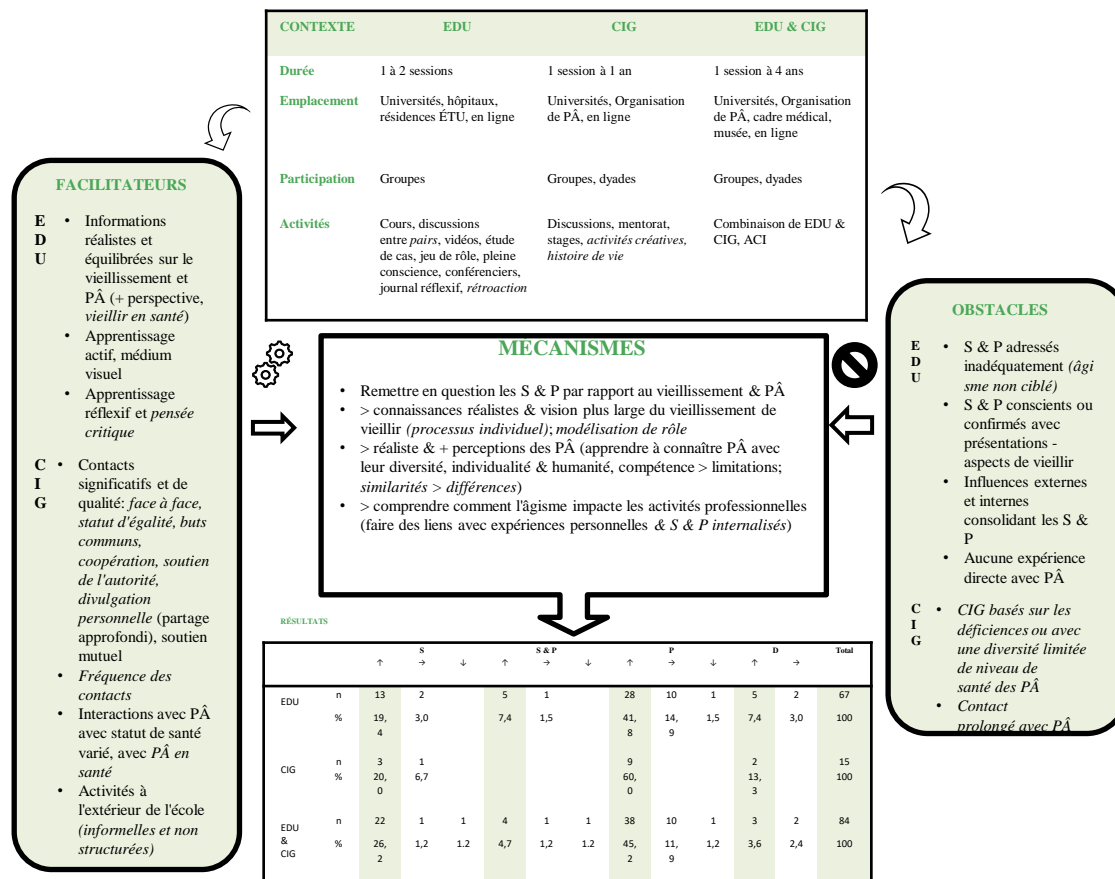 CONTEXTE EDU CIG EDU & CIG
Durée 1 à 2 sessions 1 session à 1 an 1 session à 4 ans
Emplacement Universités, hôpitaux, Universités, Organisation Universités, Organisation
résidences ÉTU, en ligne de PÂ, en ligne de PÂ, cadre médical,
musée, en ligne
Participation Groupes Groupes, dyades Groupes, dyades
Activités Cours, discussions Discussions, mentorat, Combinaison de EDU &
entre pairs, vidéos, étude stages, activités créatives, CIG, ACI
de cas, jeu de rôle, pleine histoire de vie
conscience, conférenciers,
journal réflexif, rétroaction
FACILITATEURS
E
D
U
• Informations
réalistes et
équilibrées sur le
vieillissement et
PÂ (+ perspective,
vieillir en santé)
• Apprentissage
actif, médium
visuel
• Apprentissage
réflexif et pensée
critique
C
I
G
• Contacts
significatifs et de
qualité: face à face,
statut d'égalité, buts
communs,
coopération, soutien
de l'autorité,
divulgation
personnelle (partage
approfondi), soutien
mutuel
• Fréquence des
contacts
• Interactions avec PÂ
avec statut de santé
varié, avec PÂ en
santé
• Activités à
l'extérieur de l'école
(informelles et non
structurées)
MÉCANISMES
• Remettre en question les S & P par rapport au vieillissement & PÂ
• > connaissances réalistes & vision plus large du vieillissement de
vieillir (processus individuel); modélisation de rôle
• > réaliste & + perceptions des PÂ (apprendre à connaître PÂ avec
leur diversité, individualité & humanité, compétence > limitations;
similarités > différences)
• > comprendre comment l'âgisme impacte les activités professionnelles
(faire des liens avec expériences personnelles & S & P internalisés)
OBSTACLES
E
D
U
• S & P adressés
inadéquatement (âgi
sme non ciblé)
• S & P conscients ou
confirmés avec
présentations -
aspects de vieillir
• Influences externes
et internes
consolidant les S &
P
• Aucune expérience
directe avec PÂ
C
I
G
• CIG basés sur les
déficiences ou avec
une diversité limitée
de niveau de
santé des PÂ
• Contact
prolongé avec PÂ
RÉSULTATS
S S & P P D Total
↑ → ↓ ↑ → ↓ ↑ → ↓ ↑ →
EDU n 13 2 5 1 28 10 1 5 2 67
% 19,4 3,0 7,4 1,5 41,8 14,9 1,5 7,4 3,0 100
CIG n 3 1 9 2 15
% 20,0 6,7 60,0 13,3 100
EDU & CIG n 22 1 1 4 1 1 38 10 1 3 2 84
% 26,2 1,2 1.2 4,7 1,2 1.2 45,2 11,9 1,2 3,6 2,4 100